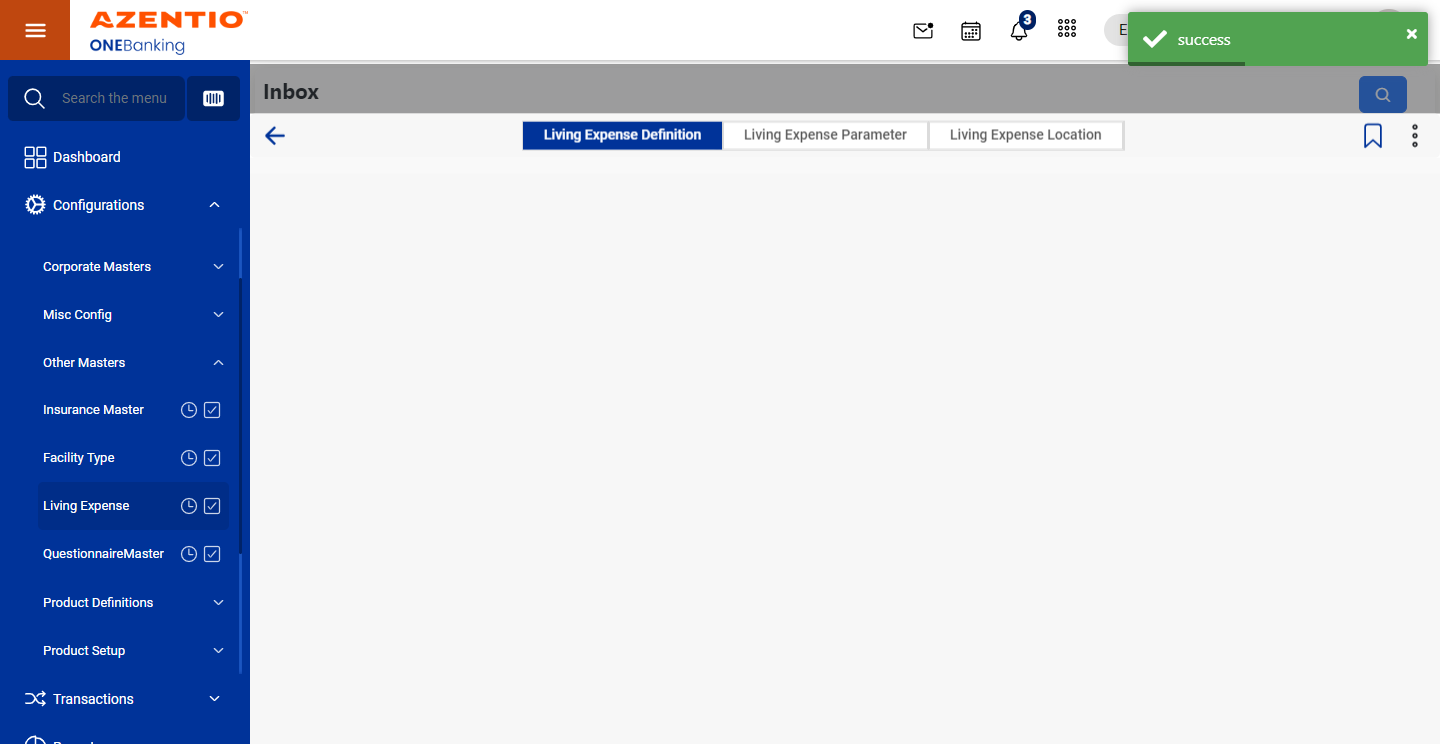 AZENTIO™
ONEBanking
3
E
success
Search the menu
Inbox
Living Expense Definition
Living Expense Parameter
Living Expense Location
Dashboard
Configurations
Corporate Masters
Misc Config
Other Masters
Insurance Master
Facility Type
Living Expense
QuestionnaireMaster
Product Definitions
Product Setup
Transactions